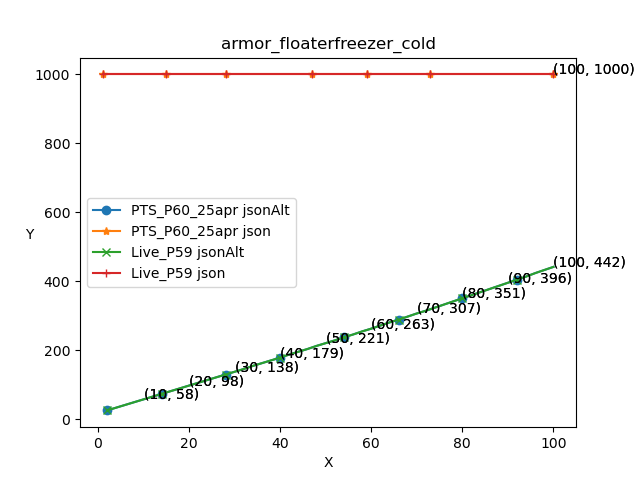 armor_floaterfreezer_cold
1000
800
600
400
200
0
Y
(100, 1000)
PTS_P60_25apr jsonAlt
PTS_P60_25apr json
Live_P59 jsonAlt
Live_P59 json
(100, 442)
(90, 396)
(80, 351)
(70, 307)
(60, 263)
(50, 221)
(40, 179)
(30, 138)
(20, 98)
(10, 58)
0 20 40 60 80 100
X